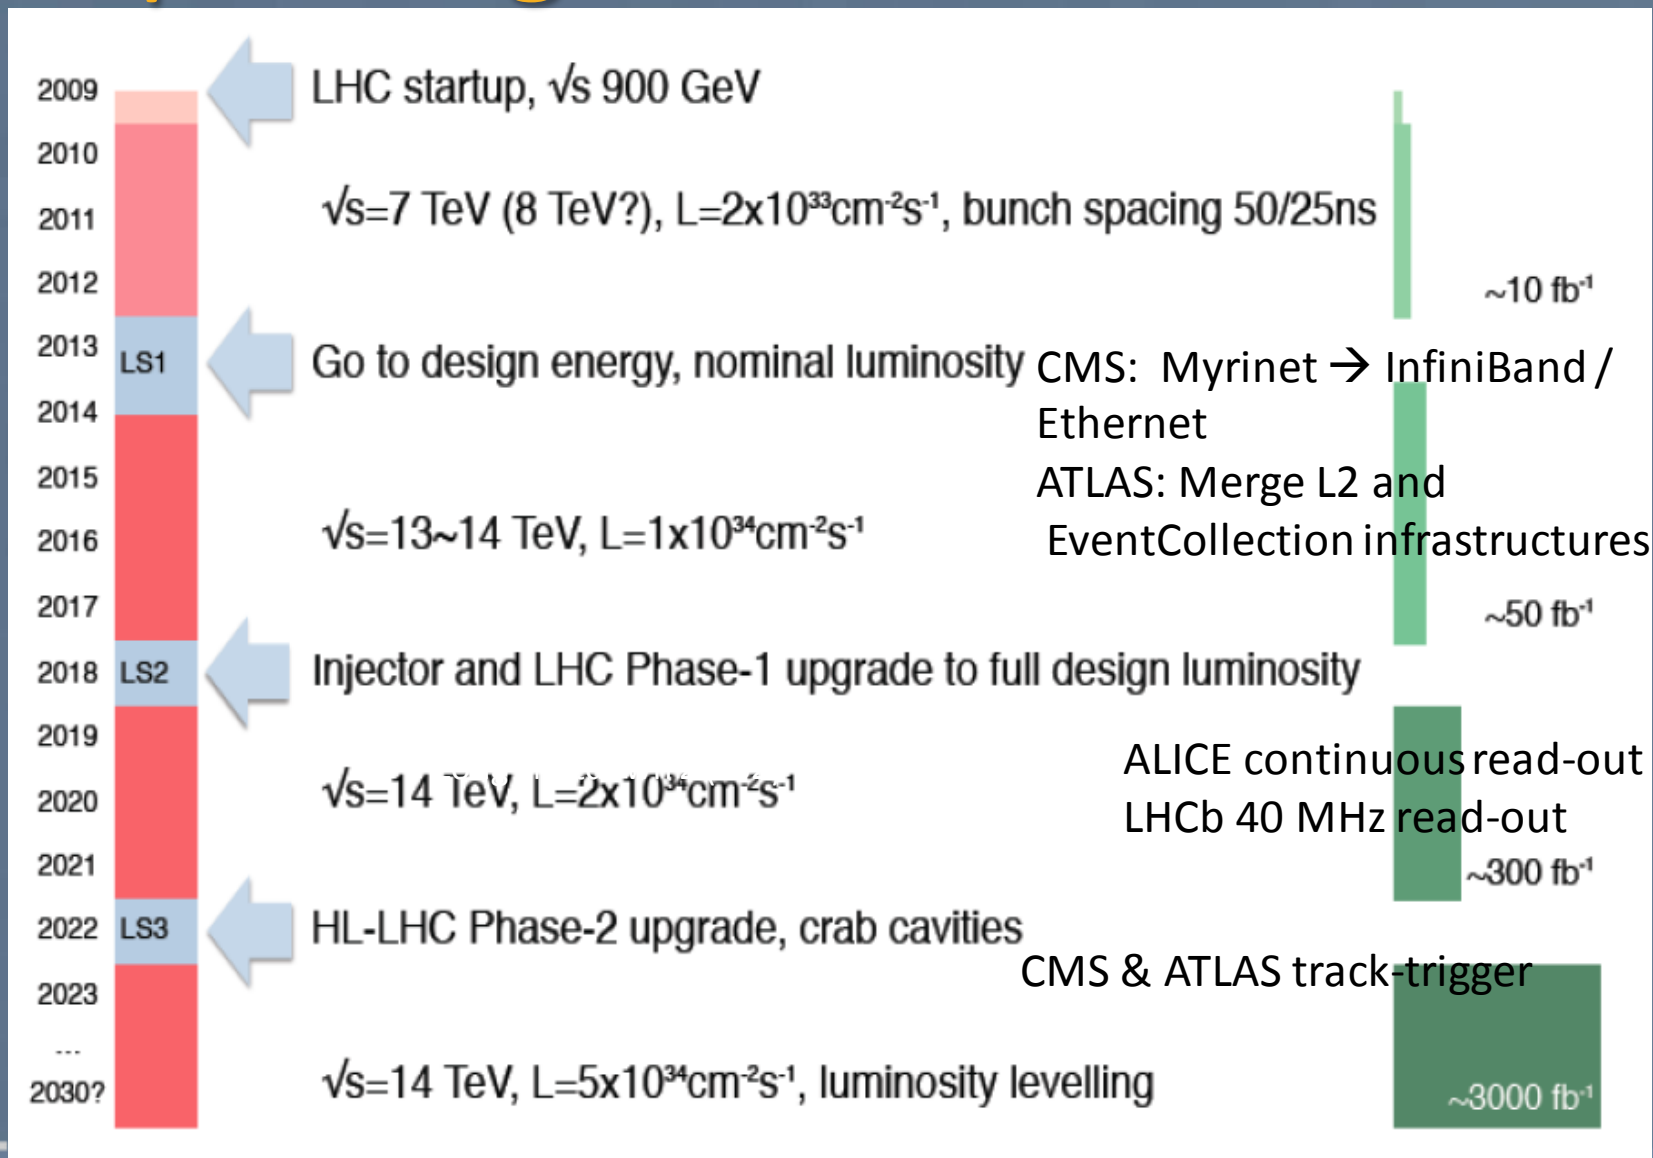 2009
LHC startup, √s 900 GeV
2010
2011
√s=7 TeV (8 TeV?), L=2x10³³cm⁻²s⁻¹, bunch spacing 50/25ns
2012
~10 fb⁻¹
2013
LS1
Go to design energy, nominal luminosity
CMS: Myrinet → InfiniBand /
Ethernet
2014
ATLAS: Merge L2 and
EventCollection infrastructures
2015
2016
√s=13~14 TeV, L=1x10³⁴cm⁻²s⁻¹
2017
~50 fb⁻¹
2018
LS2
Injector and LHC Phase-1 upgrade to full design luminosity
2019
ALICE continuous read-out
LHCb 40 MHz read-out
2020
√s=14 TeV, L=2x10³⁴cm⁻²s⁻¹
2021
~300 fb⁻¹
2022
LS3
HL-LHC Phase-2 upgrade, crab cavities
CMS & ATLAS track-trigger
2023
...
2030?
√s=14 TeV, L=5x10³⁴cm⁻²s⁻¹, luminosity levelling
~3000 fb⁻¹